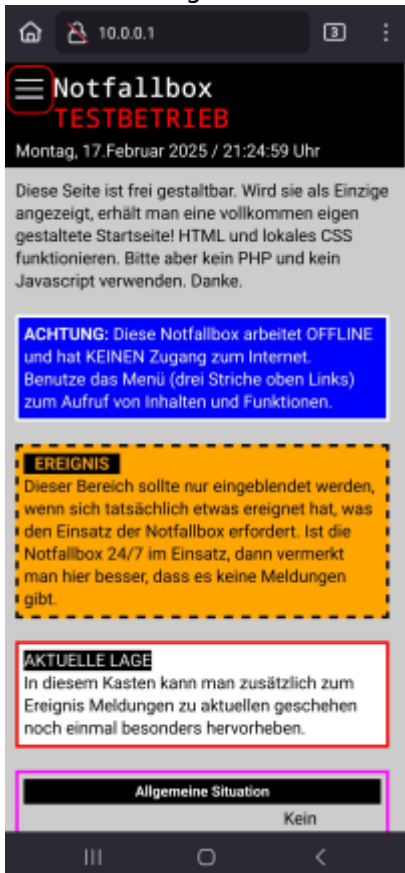 10.0.0.1
3
Notfallbox
TESTBETRIEB
Montag, 17.Februar 2025 / 21:24:59 Uhr
Diese Seite ist frei gestaltbar. Wird sie als Einzige
angezeigt, erhält man eine vollkommen eigen
gestaltete Startseite! HTML und lokales CSS
funktionieren. Bitte aber kein PHP und kein
Javascript verwenden. Danke.
ACHTUNG: Diese Notfallbox arbeitet OFFLINE
und hat KEINEN Zugang zum Internet.
Benutze das Menü (drei Striche oben Links)
zum Aufruf von Inhalten und Funktionen.
EREIGNIS
Dieser Bereich sollte nur eingeblendet werden,
wenn sich tatsächlich etwas ereignet hat, was
den Einsatz der Notfallbox erfordert. Ist die
Notfallbox 24/7 im Einsatz, dann vermerkt
man hier besser, dass es keine Meldungen
gibt.
AKTUELLE LAGE
In diesem Kasten kann man zusätzlich zum
Ereignis Meldungen zu aktuellen geschehen
noch einmal besonders hervorheben.
Allgemeine Situation
Kein